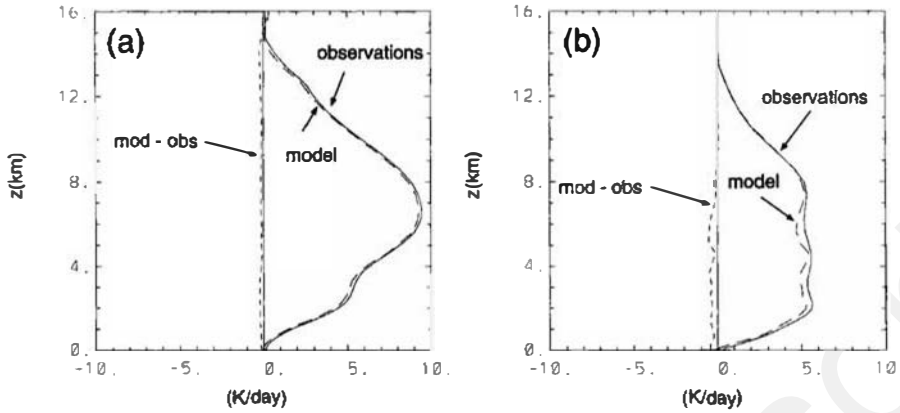 16.
(a)
observations
12.
mod - obs
model
z(km)
8.
4.
0.
-10.
-5.
0.
5.
10.
(K/day)
16.
(b)
12.
observations
z(km)
8.
mod - obs
model
4.
0.
-10.
-5.
0.
5.
10.
(K/day)